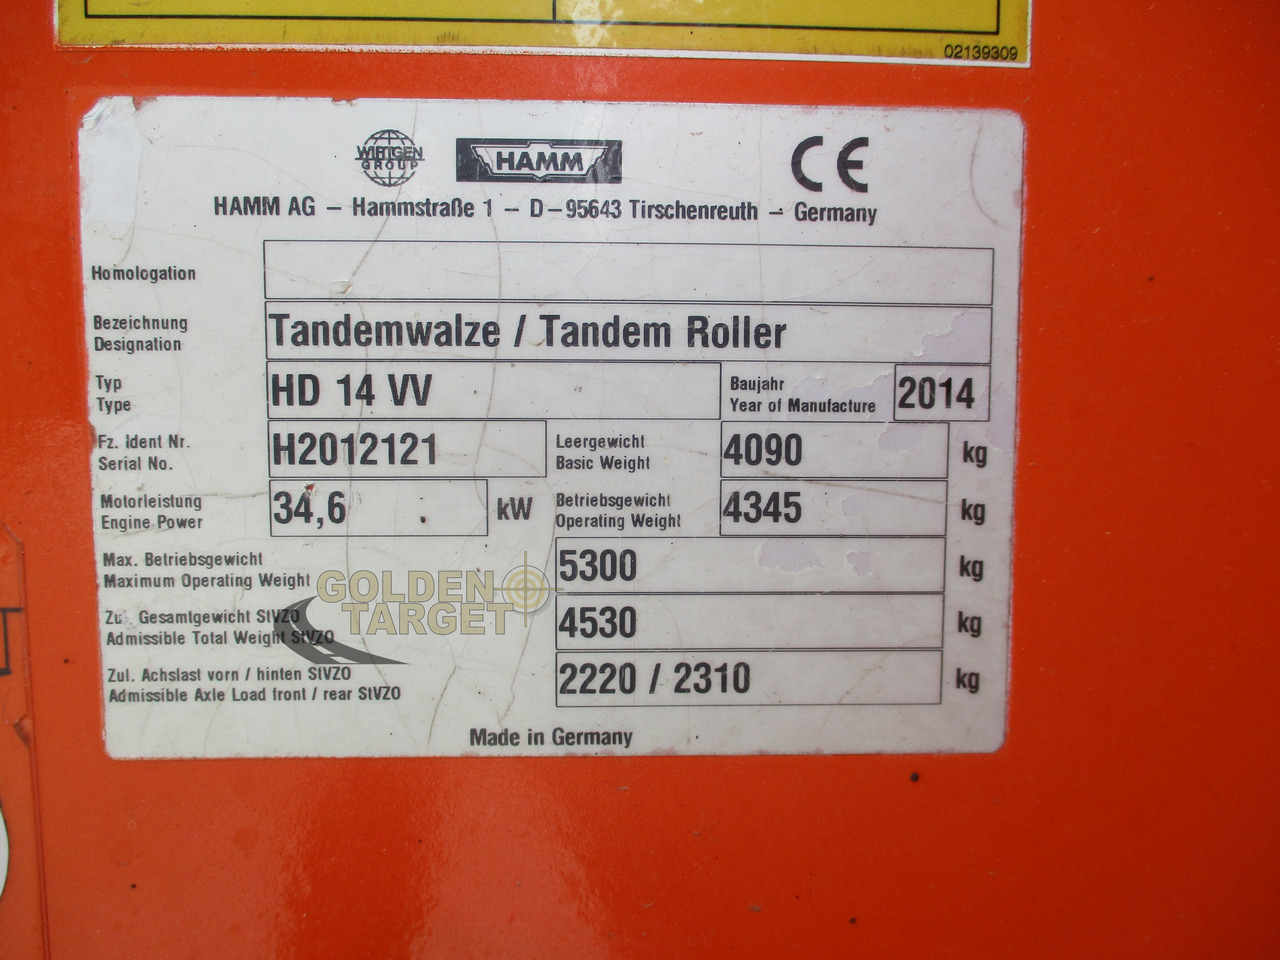 02139309
WIRTGEN
GROUP
HAMM
CE
HAMM AG – Hammstraße 1 – D–95643 Tirschenreuth – Germany
Homologation
Bezeichnung
Designation
Tandemwalze / Tandem Roller
Typ
Type
HD 14 VV
Baujahr
Year of Manufacture
2014
Fz. Ident Nr.
Serial No.
H2012121
Leergewicht
Basic Weight
4090 kg
Motorleistung
Engine Power
34,6 kW
Betriebsgewicht
Operating Weight
4345 kg
Max. Betriebsgewicht
Maximum Operating Weight
5300 kg
Zul. Gesamtgewicht StVZO
Admissible Total Weight StVZO
4530 kg
Zul. Achslast vorn / hinten StVZO
Admissible Axle Load front / rear StVZO
2220 / 2310 kg
Made in Germany
GOLDEN
TARGET